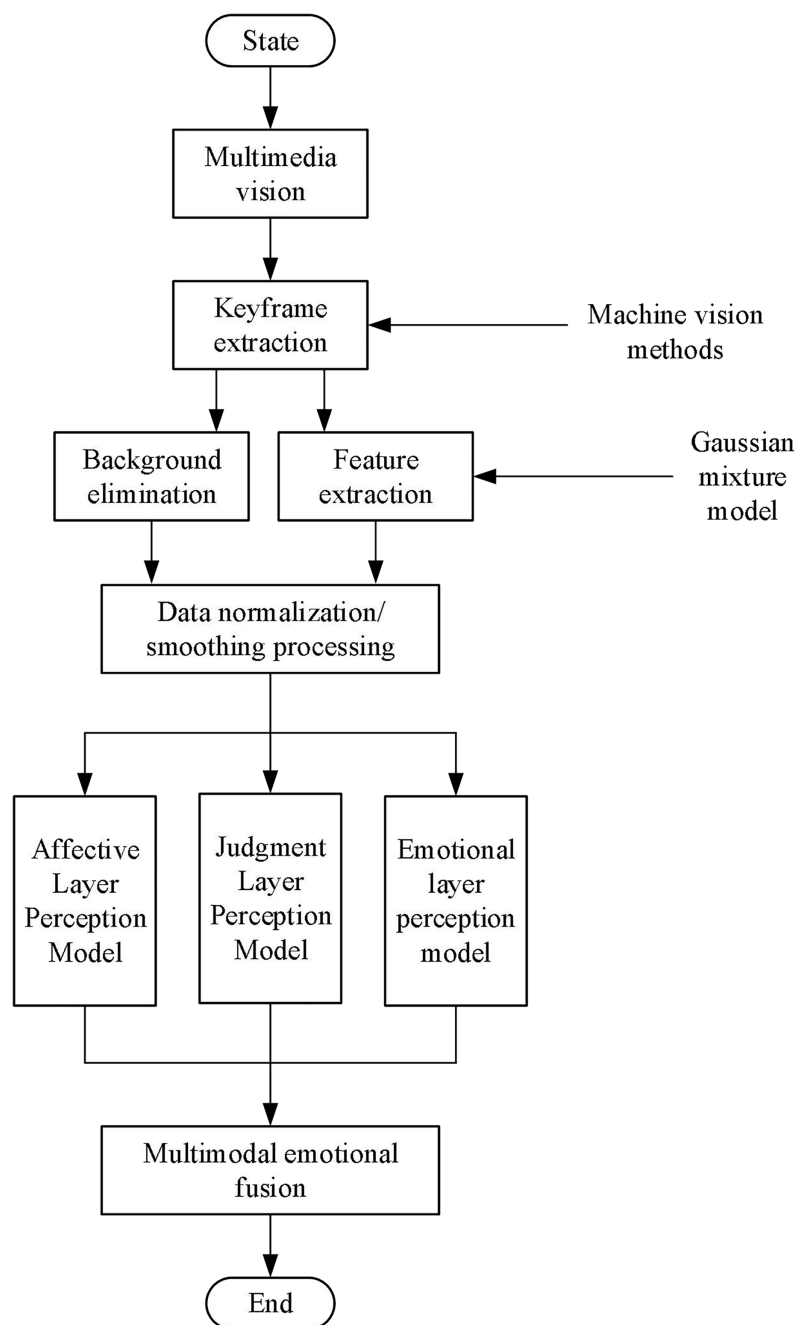 State
Multimedia
vision
Keyframe
extraction
Machine vision
methods
Background
elimination
Feature
extraction
Gaussian
mixture
model
Data normalization/
smoothing processing
Affective
Layer
Perception
Model
Judgment
Layer
Perception
Model
Emotional
layer
perception
model
Multimodal emotional
fusion
End